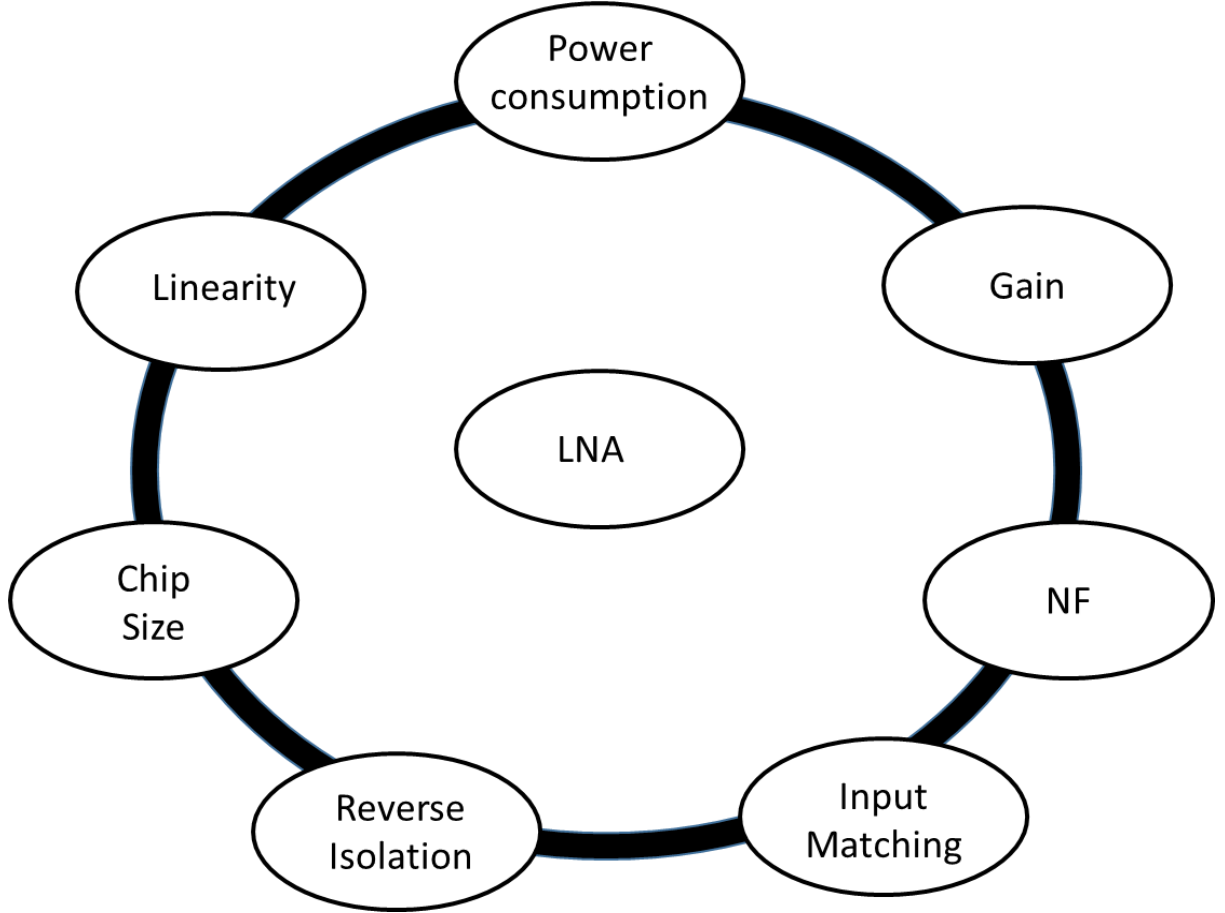 Power
consumption
Linearity
Gain
LNA
Chip
Size
NF
Reverse
Isolation
Input
Matching